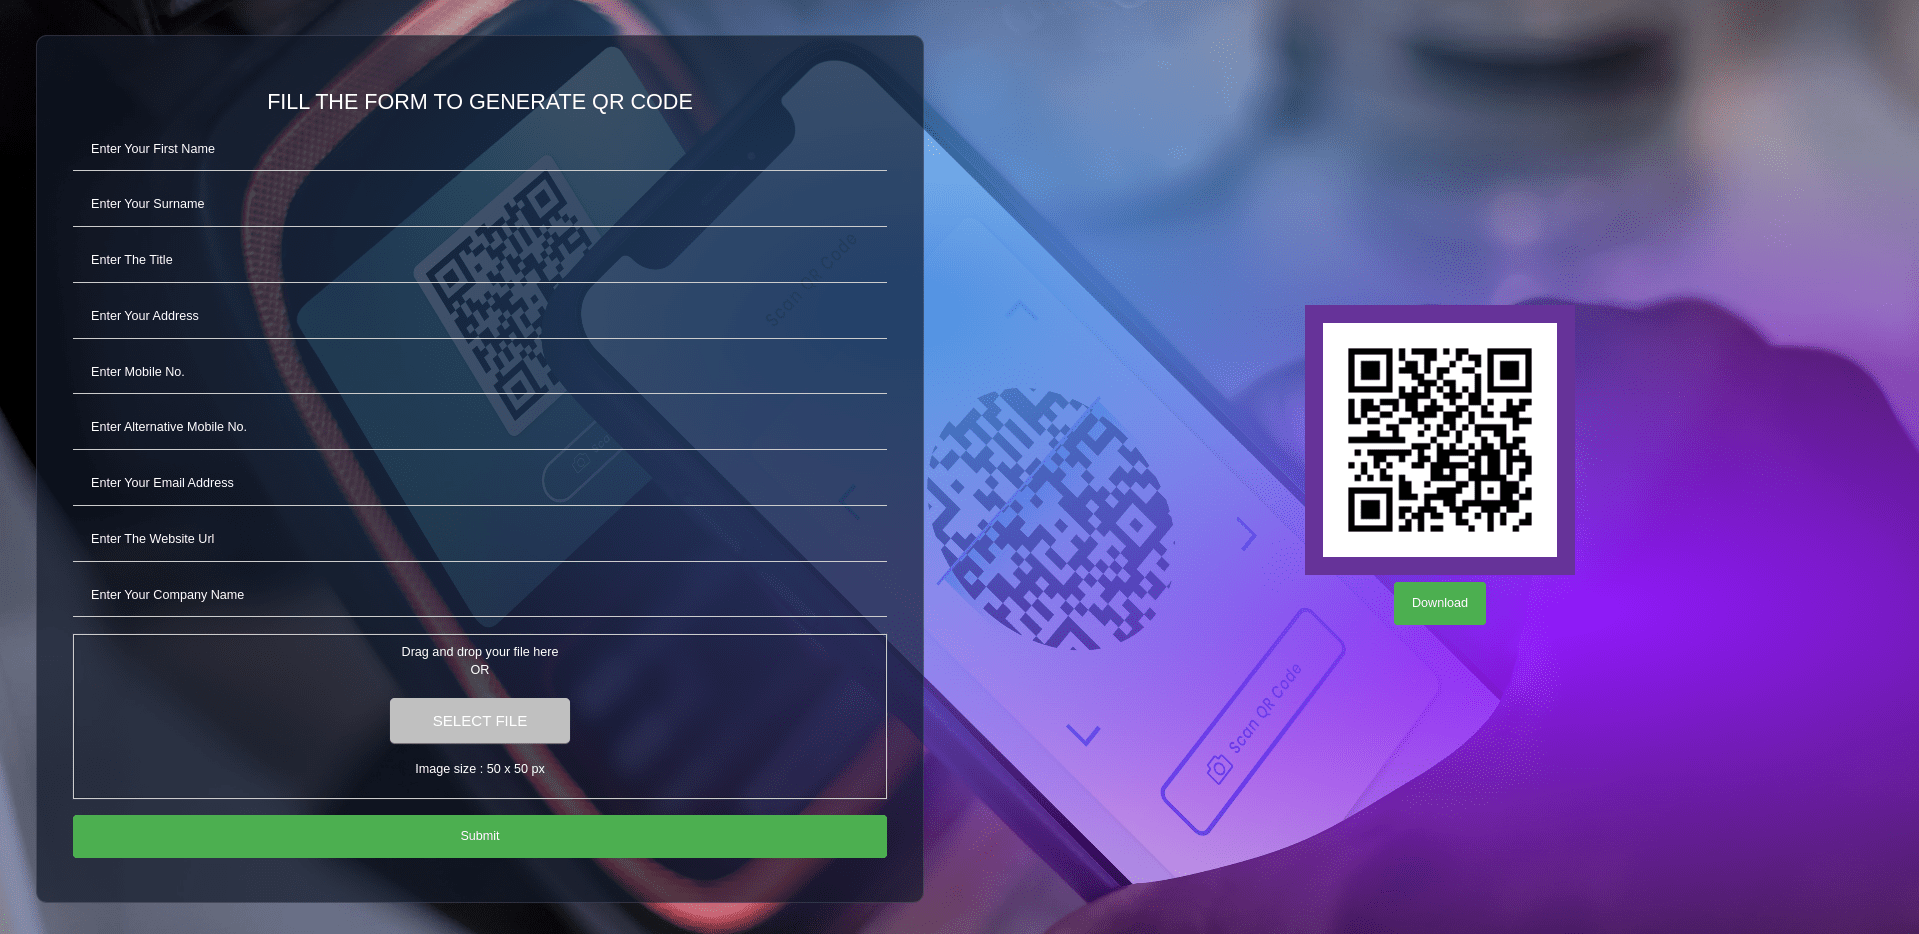 FILL THE FORM TO GENERATE QR CODE
Enter Your First Name
Enter Your Surname
Enter The Title
Enter Your Address
Enter Mobile No.
Enter Alternative Mobile No.
Enter Your Email Address
Enter The Website Url
Enter Your Company Name
Drag and drop your file here
OR
SELECT FILE
Image size : 50 x 50 px
Submit
Scan QR Code
Scan QR Code
Download